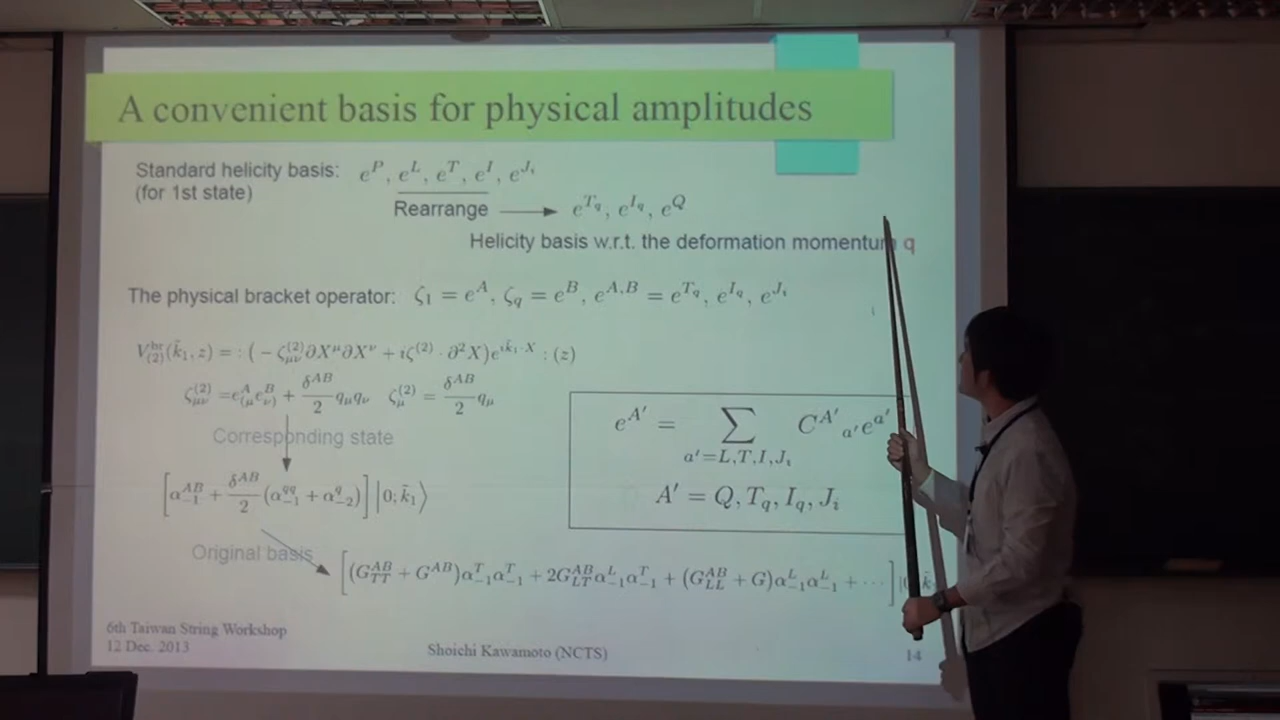 A convenient basis for physical amplitudes
Standard helicity basis: e^P, e^L, e^T, e^I, e^{J_i}
(for 1st state)
Rearrange → e^{T_q}, e^{I_q}, e^Q
Helicity basis w.r.t. the deformation momentum q
The physical bracket operator: ζ_1 = e^A, ζ_q = e^B, e^{A,B} = e^{T_q}, e^{I_q}, e^{J_i}
V^{br}_{(2)}(k̃_1, z) = : ( − ζ^{(2)}_{μν}∂X^μ∂X^ν + iζ^{(2)} · ∂^2X)e^{ik̃_1·X} : (z)
ζ^{(2)}_{μν} = e^A_{(μ}e^B_{ν)} + δ^{AB}/2 q_μq_ν ζ^{(2)}_μ = δ^{AB}/2 q_μ
Corresponding state
[α^{AB}_{-1} + δ^{AB}/2 (α^{qq}_{-1} + α^q_{-2})] |0; k̃_1⟩
e^{A'} = ∑_{a'=L,T,I,J_i} C^{A'}_{a'} e^{a'}
A' = Q, T_q, I_q, J_i
Original basis
[(G^{AB}_{TT} + G^{AB})α^T_{-1}α^T_{-1} + 2G^{AB}_{LT}α^L_{-1}α^T_{-1} + (G^{AB}_{LL} + G)α^L_{-1}α^L_{-1} + ···] |0; k̃
6th Taiwan String Workshop
12 Dec. 2013
Shoichi Kawamoto (NCTS)
14